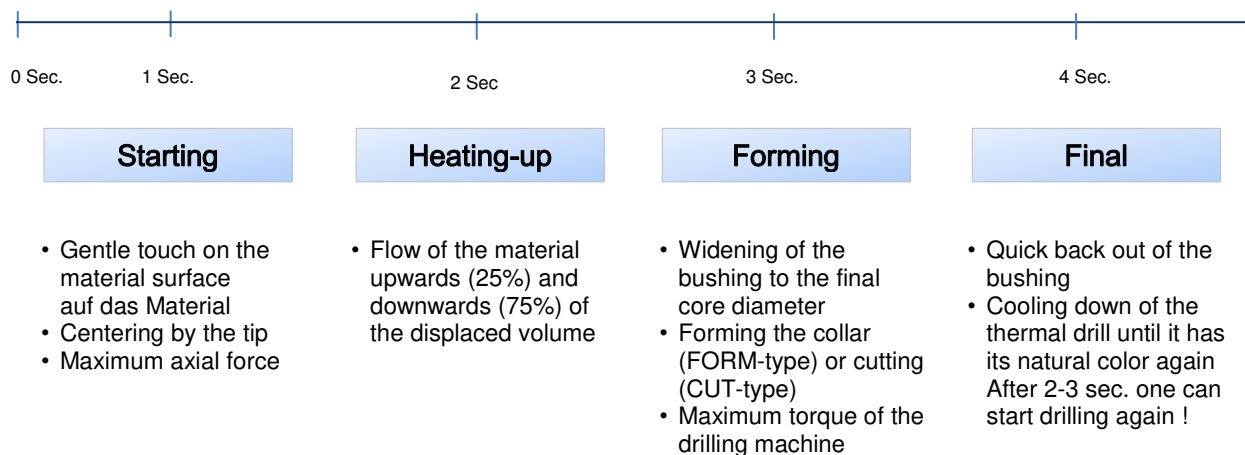 0 Sec.
1 Sec.
2 Sec
3 Sec.
4 Sec.
Starting
Heating-up
Forming
Final
• Gentle touch on the
material surface
auf das Material
• Centering by the tip
• Maximum axial force
• Flow of the material
upwards (25%) and
downwards (75%) of
the displaced volume
• Widening of the
bushing to the final
core diameter
• Forming the collar
(FORM-type) or cutting
(CUT-type)
• Maximum torque of the
drilling machine
• Quick back out of the
bushing
• Cooling down of the
thermal drill until it has
its natural color again
After 2-3 sec. one can
start drilling again !